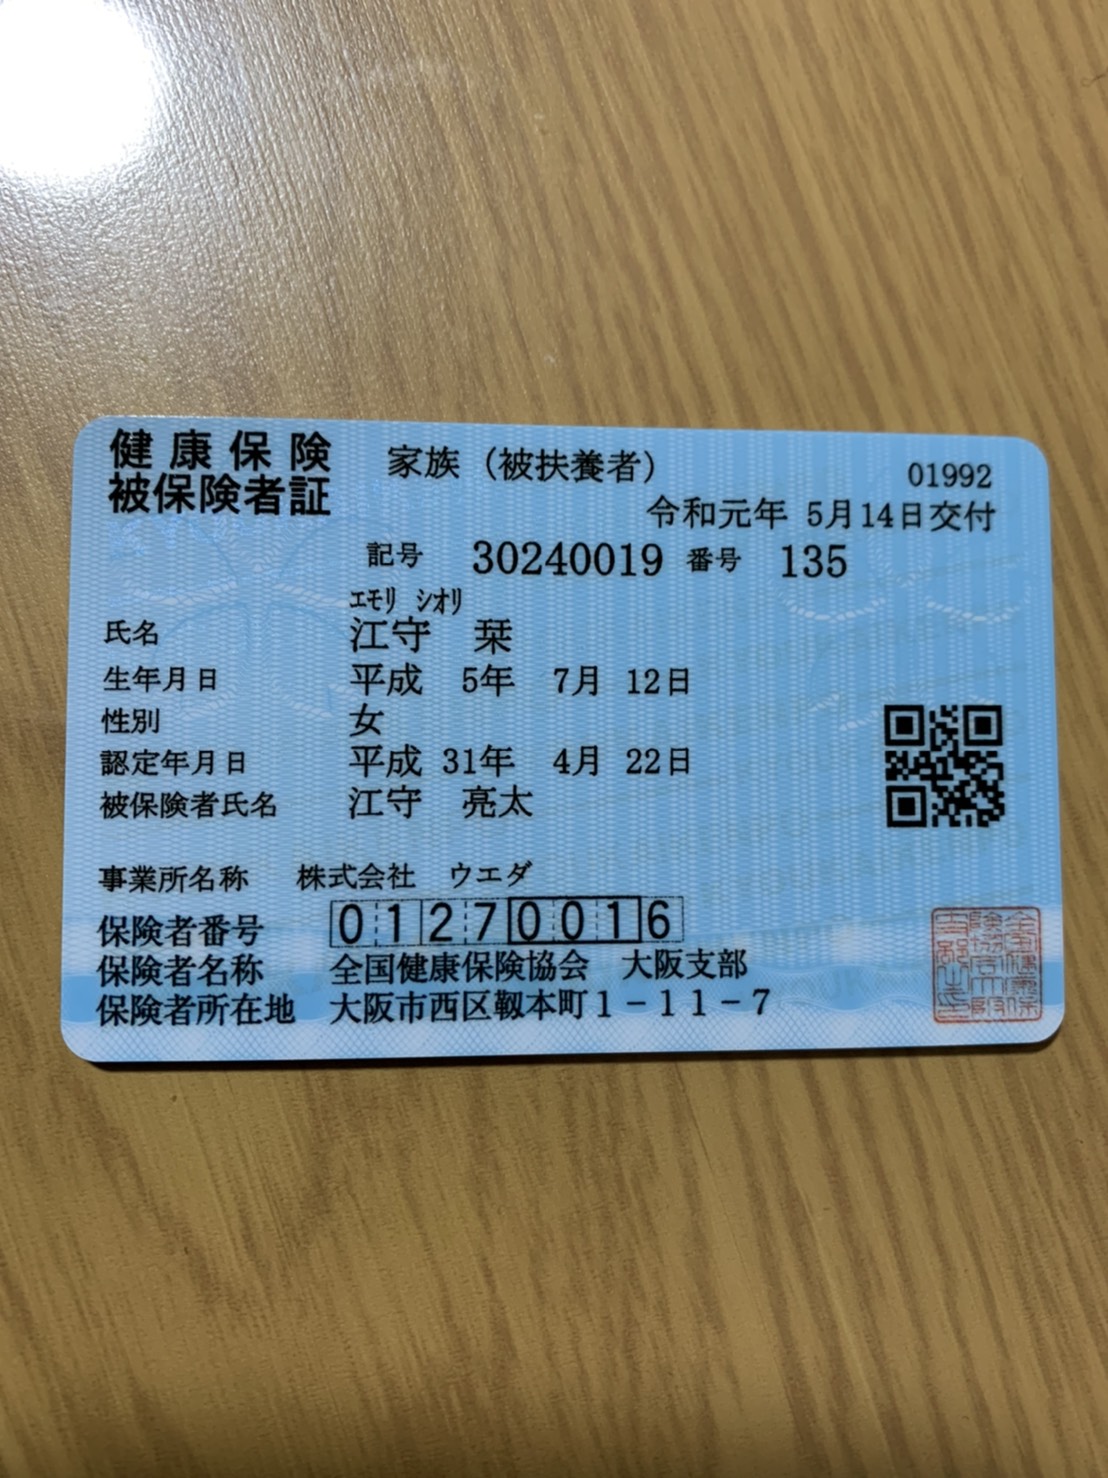 健康保険
被保険者証
家族（被扶養者）
01992
令和元年 5月14日交付
記号 30240019 番号 135
ｴﾓﾘ ｼｵﾘ
氏名 江守 栞
生年月日 平成 5年 7月 12日
性別 女
認定年月日 平成 31年 4月 22日
被保険者氏名 江守 亮太
事業所名称 株式会社 ウエダ
保険者番号 01270016
保険者名称 全国健康保険協会 大阪支部
保険者所在地 大阪市西区靱本町１－１１－７